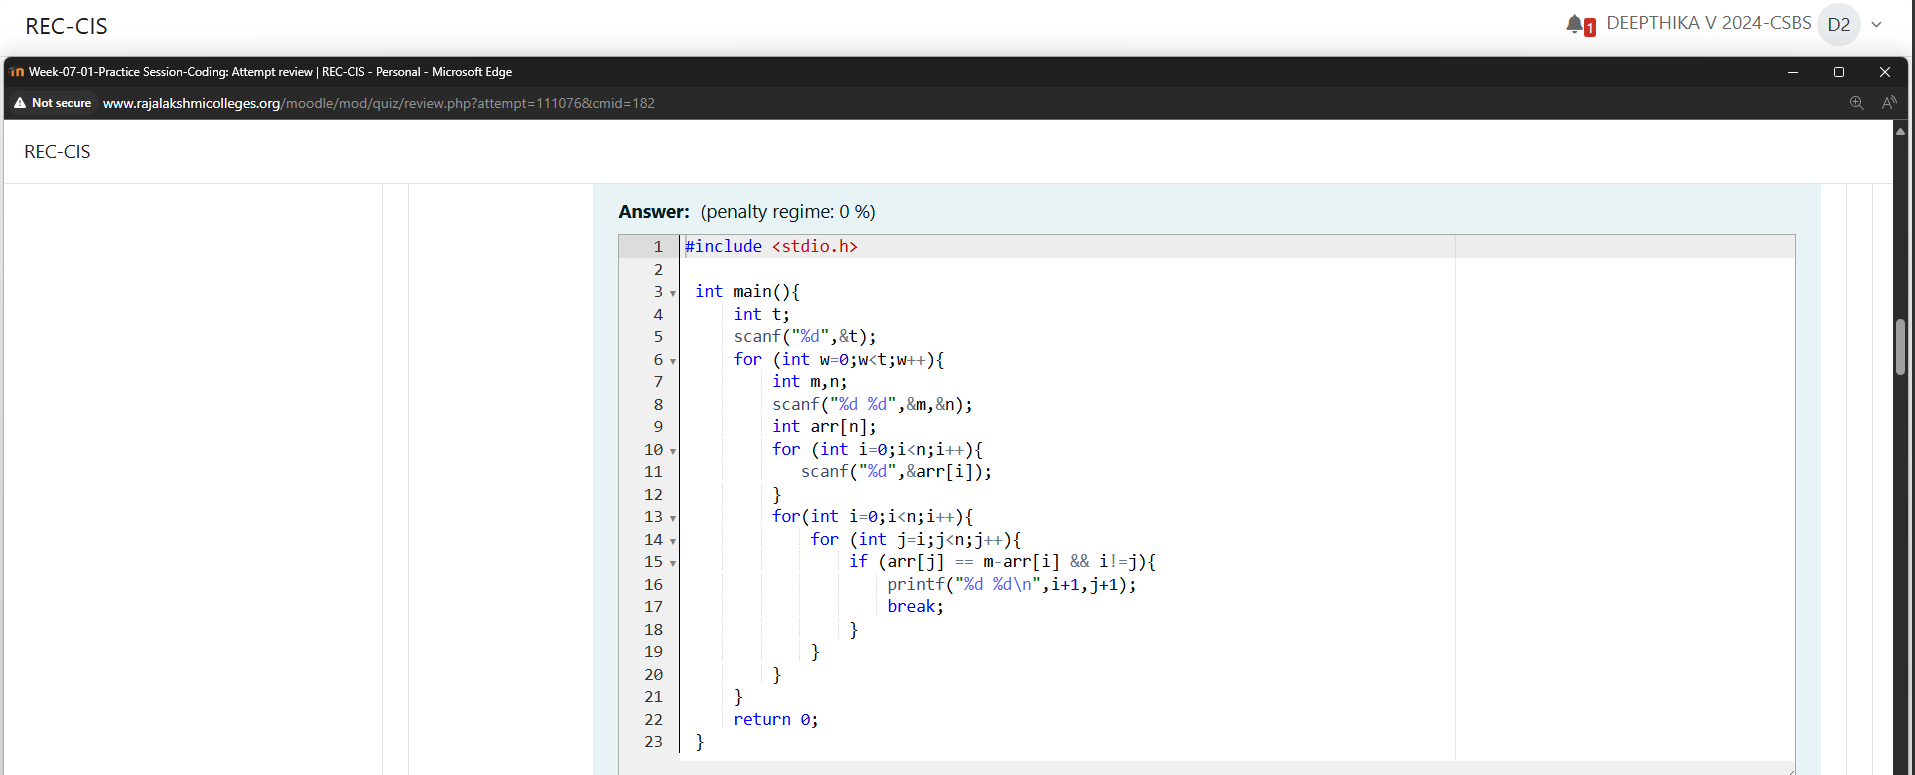 REC-CIS
1 DEEPTHIKA V 2024-CSBS D2
Week-07-01-Practice Session-Coding: Attempt review | REC-CIS - Personal - Microsoft Edge
Not secure www.rajalakshmicolleges.org/moodle/mod/quiz/review.php?attempt=111076&cmid=182
REC-CIS
Answer: (penalty regime: 0 %)
1 #include <stdio.h>
2
3 int main(){
4 int t;
5 scanf("%d",&t);
6 for (int w=0;w<t;w++){
7 int m,n;
8 scanf("%d %d",&m,&n);
9 int arr[n];
10 for (int i=0;i<n;i++){
11 scanf("%d",&arr[i]);
12 }
13 for(int i=0;i<n;i++){
14 for (int j=i;j<n;j++){
15 if (arr[j] == m-arr[i] && i!=j){
16 printf("%d %d\n",i+1,j+1);
17 break;
18 }
19 }
20 }
21 }
22 return 0;
23 }